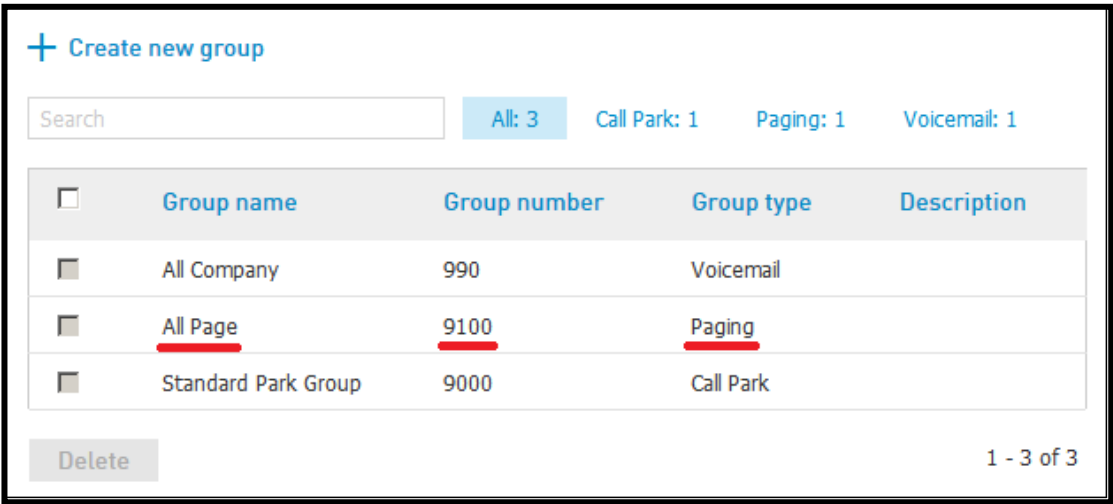 + Create new group
Search All: 3 Call Park: 1 Paging: 1 Voicemail: 1
Group name Group number Group type Description
All Company 990 Voicemail
All Page 9100 Paging
Standard Park Group 9000 Call Park
Delete 1 - 3 of 3